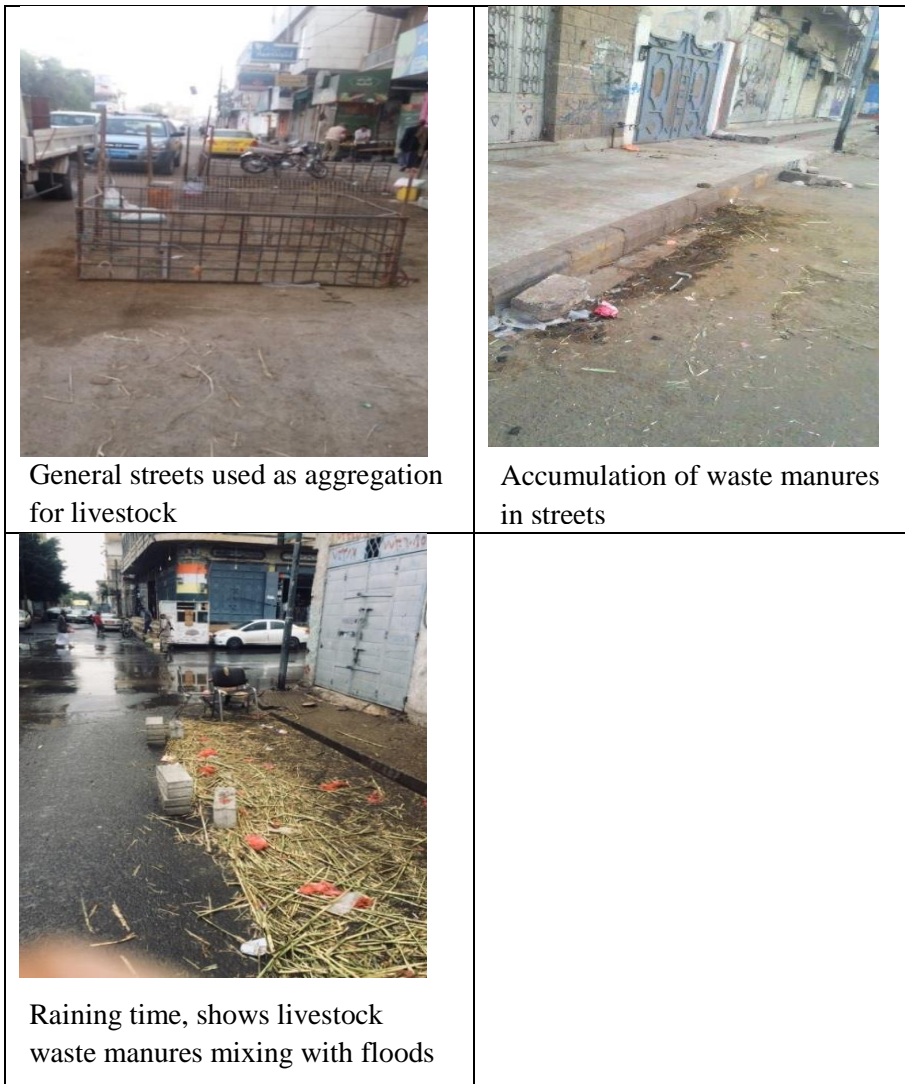 General streets used as aggregation
for livestock
Accumulation of waste manures
in streets
Raining time, shows livestock
waste manures mixing with floods